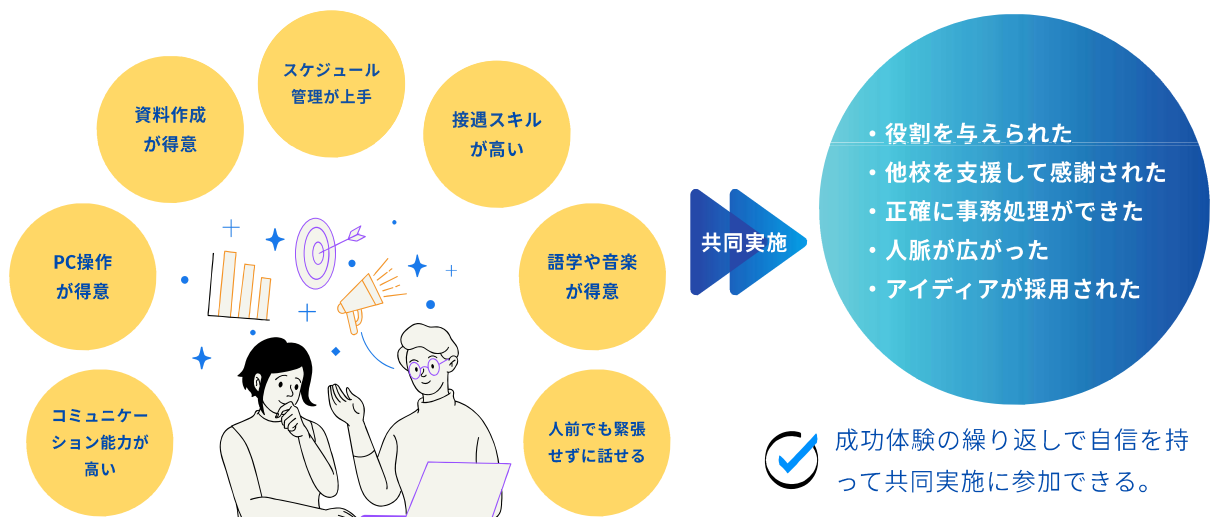 スケジュール
管理が上手
資料作成
が得意
接遇スキル
が高い
PC操作
が得意
語学や音楽
が得意
コミュニケー
ション能力が
高い
人前でも緊張
せずに話せる
共同実施
・役割を与えられた
・他校を支援して感謝された
・正確に事務処理ができた
・人脈が広がった
・アイディアが採用された
成功体験の繰り返しで自信を持
って共同実施に参加できる。